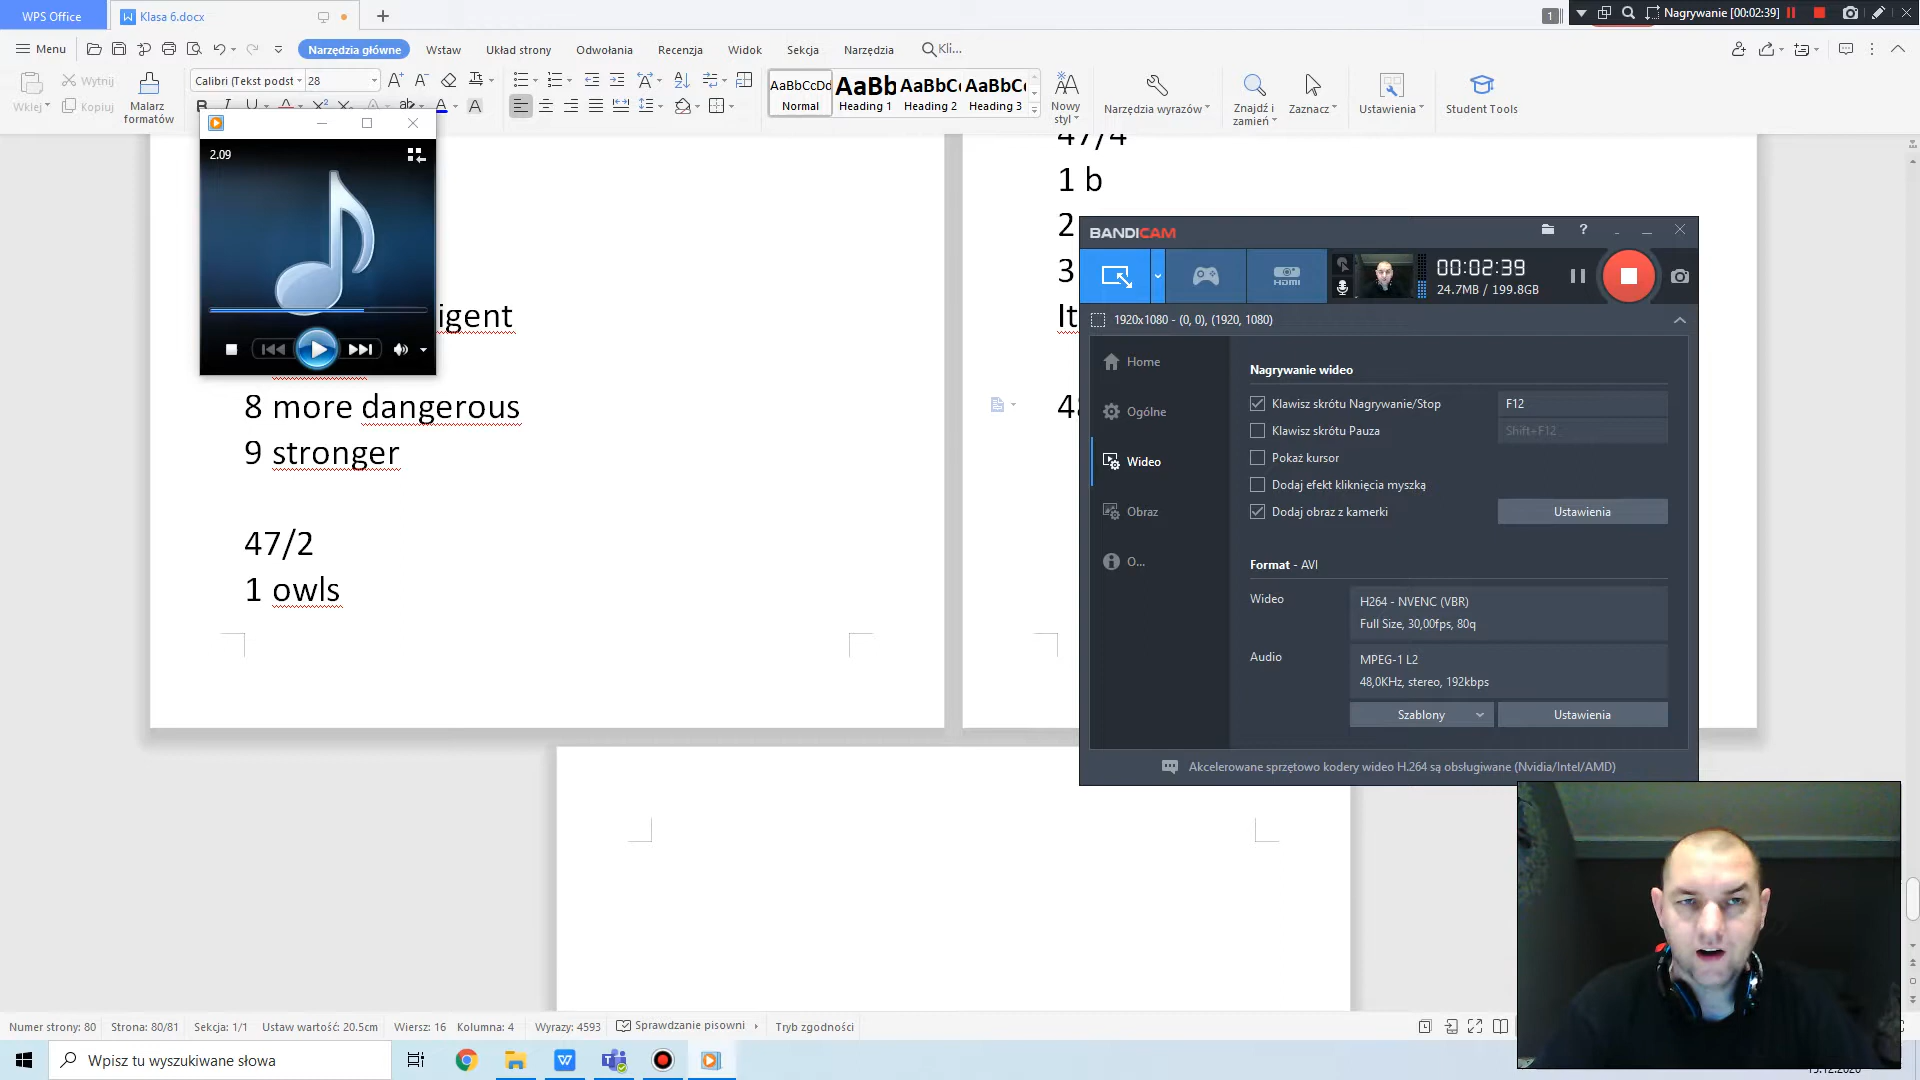 WPS Office
Klasa 6.docx
1
Nagrywanie [00:02:39]
Menu
Narzędzia główne
Wstaw
Układ strony
Odwołania
Recenzja
Widok
Sekcja
Narzędzia
Kli...
Wklej
Wytnij
Kopiuj
Malarz formatów
Calibri (Tekst podst
28
AaBbCcDd
Normal
AaBb
Heading 1
AaBbC
Heading 2
AaBbC
Heading 3
Nowy styl
Narzędzia wyrazów
Znajdź i zamień
Zaznacz
Ustawienia
Student Tools
2.09
igent
8 more dangerous
9 stronger
47/2
1 owls
47/4
1 b
2
3
It
48
BANDICAM
00:02:39
24.7MB / 199.8GB
1920x1080 - (0, 0), (1920, 1080)
Home
Ogólne
Wideo
Obraz
O...
Nagrywanie wideo
Klawisz skrótu Nagrywanie/Stop
F12
Klawisz skrótu Pauza
Shift+F12
Pokaż kursor
Dodaj efekt kliknięcia myszką
Dodaj obraz z kamerki
Ustawienia
Format - AVI
Wideo
H264 - NVENC (VBR)
Full Size, 30,00fps, 80q
Audio
MPEG-1 L2
48,0KHz, stereo, 192kbps
Szablony
Ustawienia
Akcelerowane sprzętowo kodery wideo H.264 są obsługiwane (Nvidia/Intel/AMD)
Numer strony: 80
Strona: 80/81
Sekcja: 1/1
Ustaw wartość: 20.5cm
Wiersz: 16
Kolumna: 4
Wyrazy: 4593
Sprawdzanie pisowni
Tryb zgodności
Wpisz tu wyszukiwane słowa